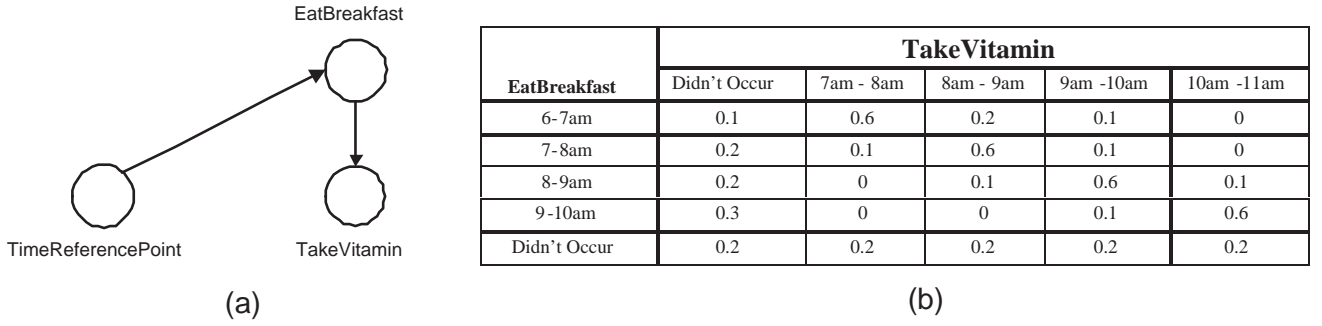 EatBreakfast
TimeReferencePoint
TakeVitamin
(a)
TakeVitamin
EatBreakfast Didn't Occur 7am - 8am 8am - 9am 9am -10am 10am -11am
6-7am 0.1 0.6 0.2 0.1 0
7-8am 0.2 0.1 0.6 0.1 0
8-9am 0.2 0 0.1 0.6 0.1
9-10am 0.3 0 0 0.1 0.6
Didn't Occur 0.2 0.2 0.2 0.2 0.2
(b)